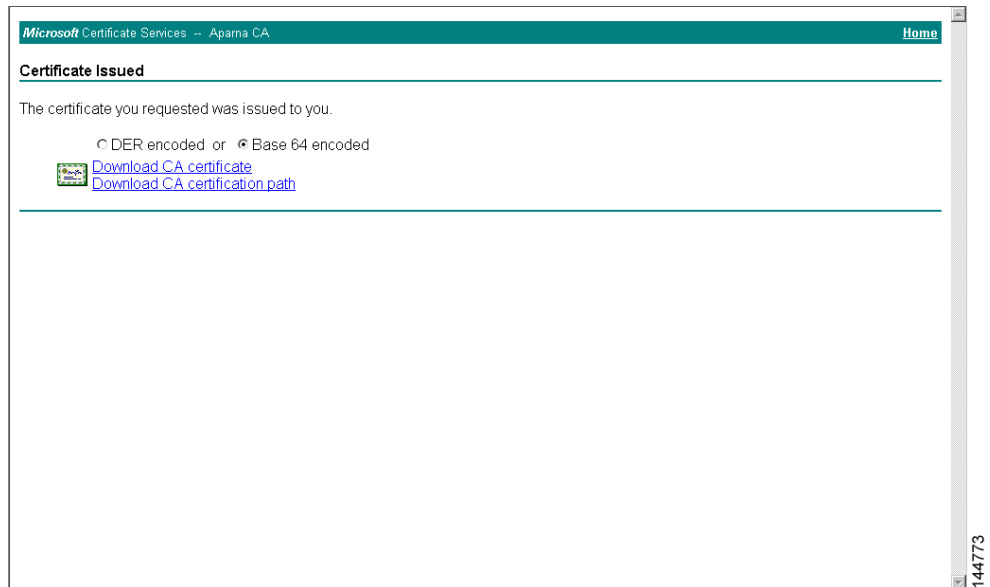 Microsoft Certificate Services -- Aparna CA Home
Certificate Issued
The certificate you requested was issued to you.
DER encoded or Base 64 encoded
Download CA certificate
Download CA certification path
144773